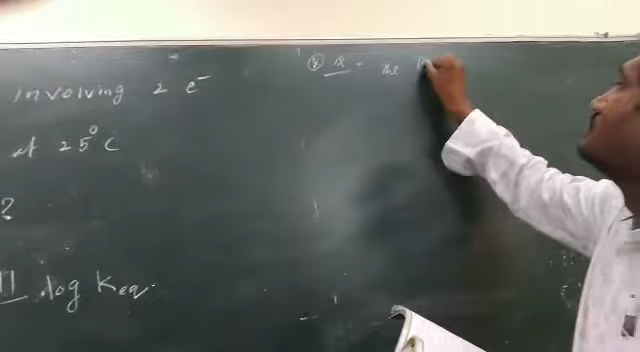 involving 2 e⁻
at 25°C
?
log Keq.
② Q - the